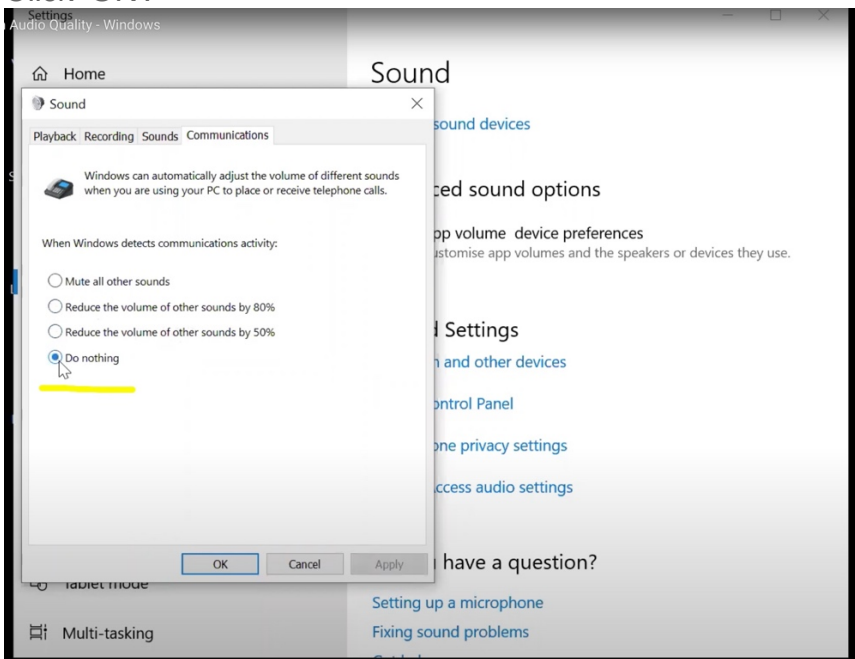 Settings
Audio Quality - Windows
Home
Sound
Sound
Playback Recording Sounds Communications
sound devices
Windows can automatically adjust the volume of different sounds
when you are using your PC to place or receive telephone calls.
ced sound options
pp volume device preferences
ustomise app volumes and the speakers or devices they use.
When Windows detects communications activity:
Mute all other sounds
Reduce the volume of other sounds by 80%
Reduce the volume of other sounds by 50%
Do nothing
Settings
and other devices
ontrol Panel
one privacy settings
ccess audio settings
OK Cancel Apply
have a question?
Tablet mode
Setting up a microphone
Multi-tasking
Fixing sound problems